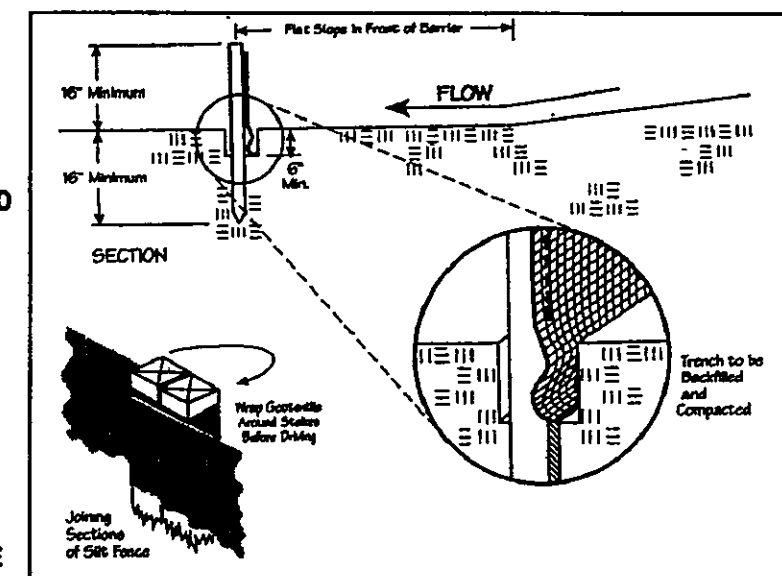 Flat Slope in Front of Barrier
16" Minimum
FLOW
6"
Min.
16" Minimum
SECTION
D
Trench to be
Backfilled
and
Compacted
Wrap Geotextile
Around Stakes
Before Driving
Joining
Sections
of Silt Fence
E